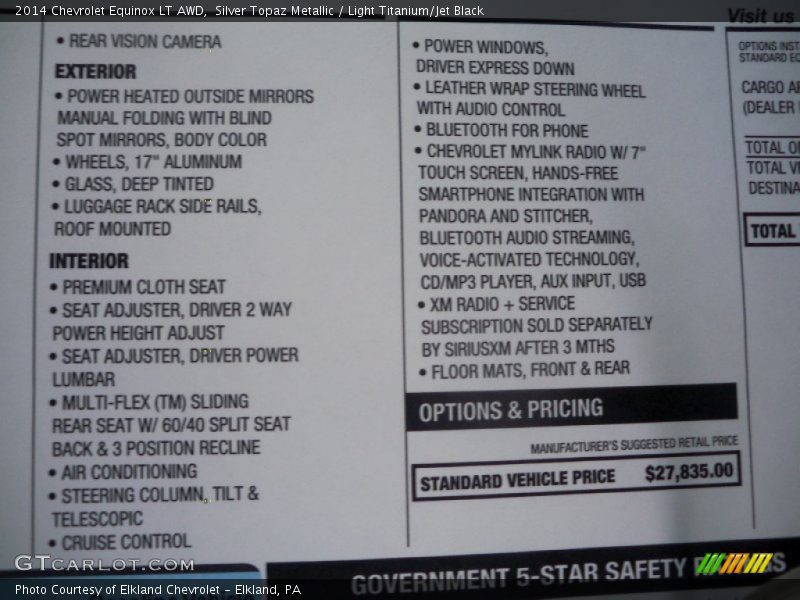 2014 Chevrolet Equinox LT AWD, Silver Topaz Metallic / Light Titanium/Jet Black
• REAR VISION CAMERA
EXTERIOR
• POWER HEATED OUTSIDE MIRRORS
MANUAL FOLDING WITH BLIND
SPOT MIRRORS, BODY COLOR
• WHEELS, 17" ALUMINUM
• GLASS, DEEP TINTED
• LUGGAGE RACK SIDE RAILS,
ROOF MOUNTED
INTERIOR
• PREMIUM CLOTH SEAT
• SEAT ADJUSTER, DRIVER 2 WAY
POWER HEIGHT ADJUST
• SEAT ADJUSTER, DRIVER POWER
LUMBAR
• MULTI-FLEX (TM) SLIDING
REAR SEAT W/ 60/40 SPLIT SEAT
BACK & 3 POSITION RECLINE
• AIR CONDITIONING
• STEERING COLUMN, TILT &
TELESCOPIC
• CRUISE CONTROL
• POWER WINDOWS,
DRIVER EXPRESS DOWN
• LEATHER WRAP STEERING WHEEL
WITH AUDIO CONTROL
• BLUETOOTH FOR PHONE
• CHEVROLET MYLINK RADIO W/ 7"
TOUCH SCREEN, HANDS-FREE
SMARTPHONE INTEGRATION WITH
PANDORA AND STITCHER,
BLUETOOTH AUDIO STREAMING,
VOICE-ACTIVATED TECHNOLOGY,
CD/MP3 PLAYER, AUX INPUT, USB
• XM RADIO + SERVICE
SUBSCRIPTION SOLD SEPARATELY
BY SIRIUSXM AFTER 3 MTHS
• FLOOR MATS, FRONT & REAR
OPTIONS & PRICING
MANUFACTURER'S SUGGESTED RETAIL PRICE
STANDARD VEHICLE PRICE $27,835.00
Visit us
OPTIONS INST
STANDARD EQ
CARGO AR
(DEALER
TOTAL O
TOTAL VE
DESTINA
TOTAL
GOVERNMENT 5-STAR SAFETY
GTCARLOT.COM
Photo Courtesy of Elkland Chevrolet - Elkland, PA